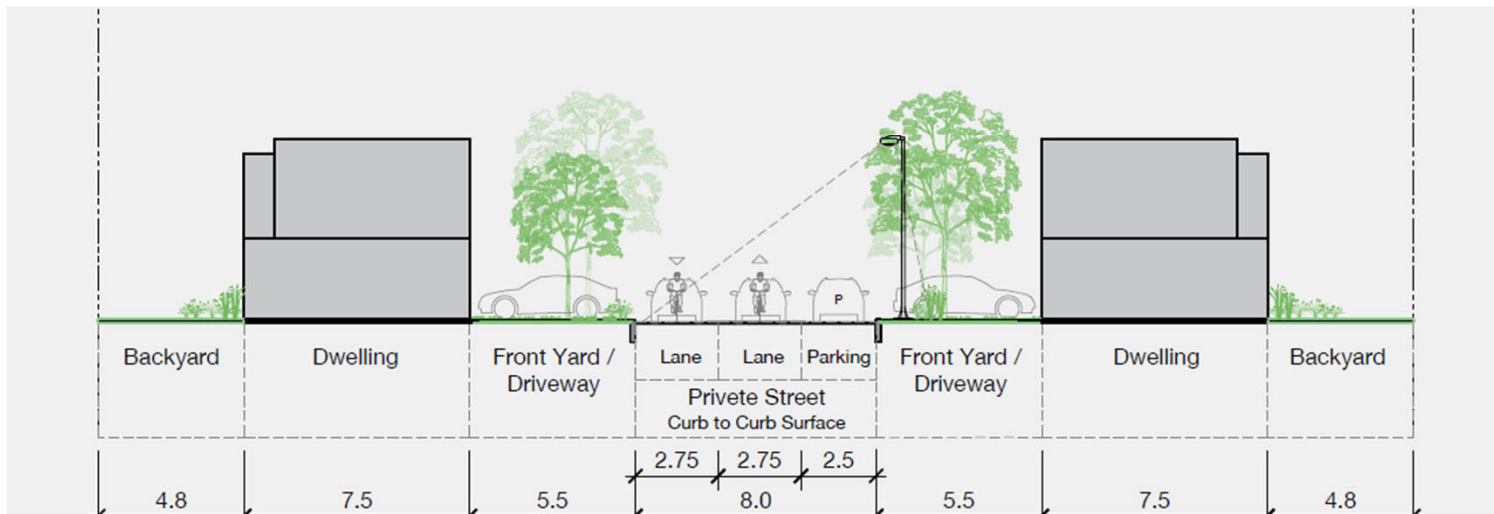 P
Backyard
Dwelling
Front Yard /
Driveway
Lane
Lane
Parking
Front Yard /
Driveway
Dwelling
Backyard
Privete Street
Curb to Curb Surface
2.75 2.75 2.5
4.8 7.5 5.5 8.0 5.5 7.5 4.8